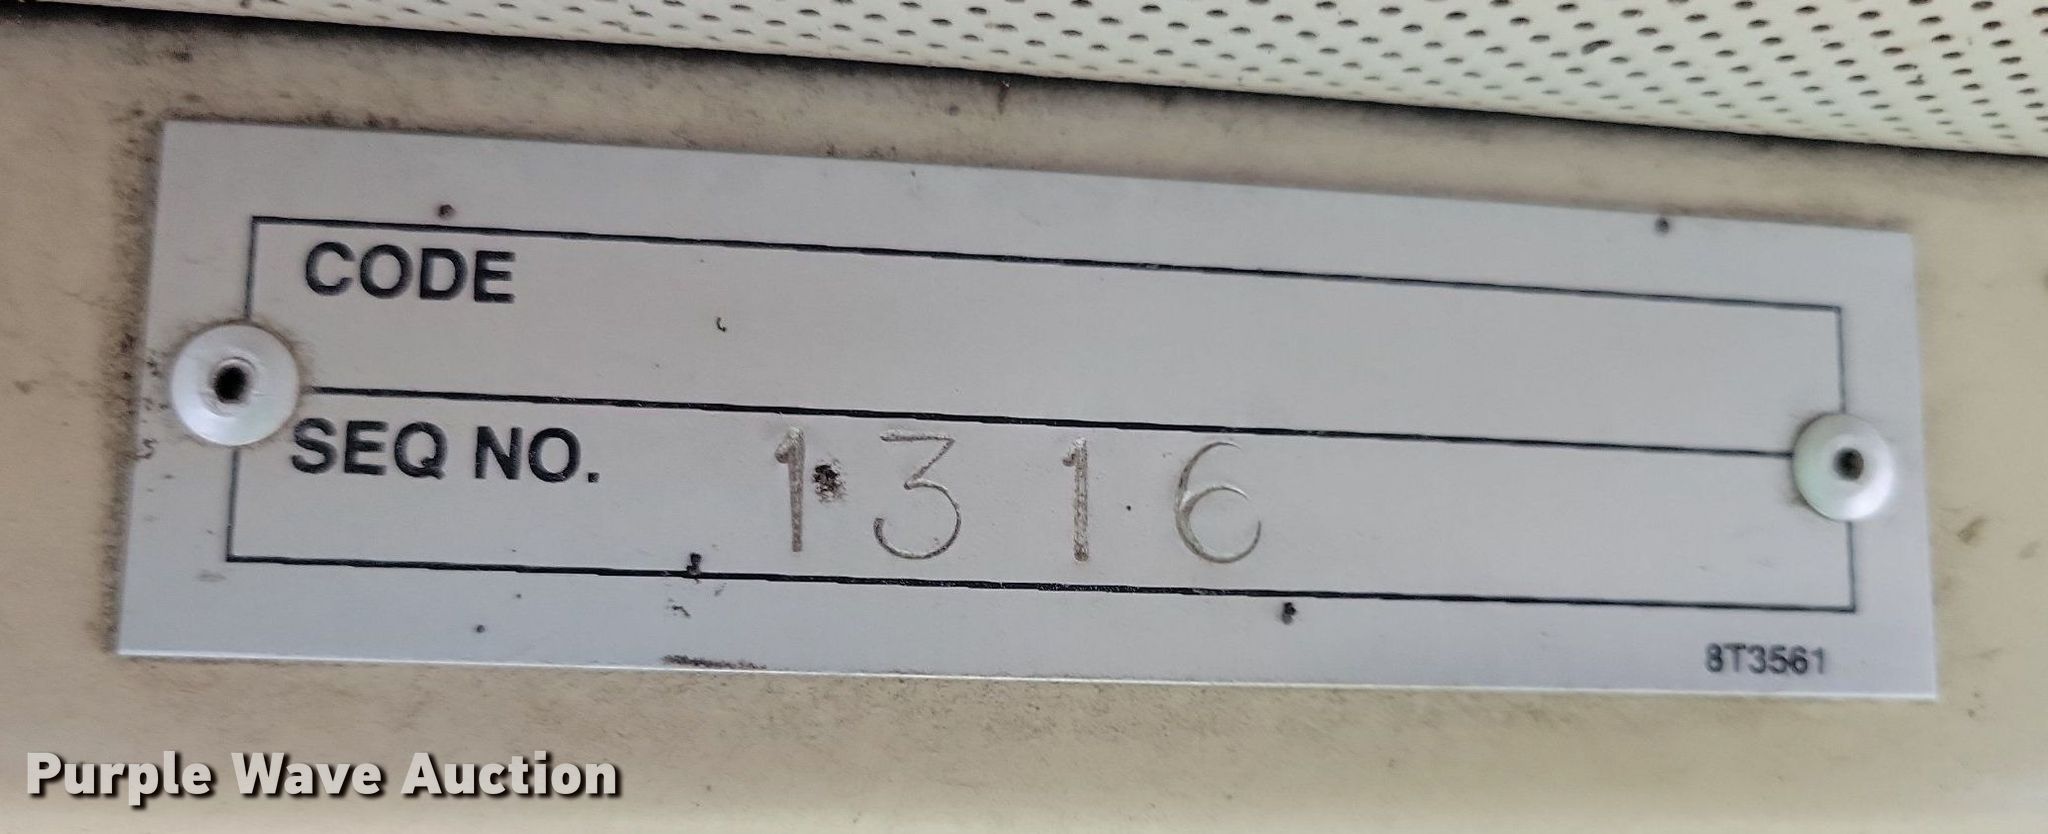 CODE
SEQ NO. 1316
8T3561
Purple Wave Auction